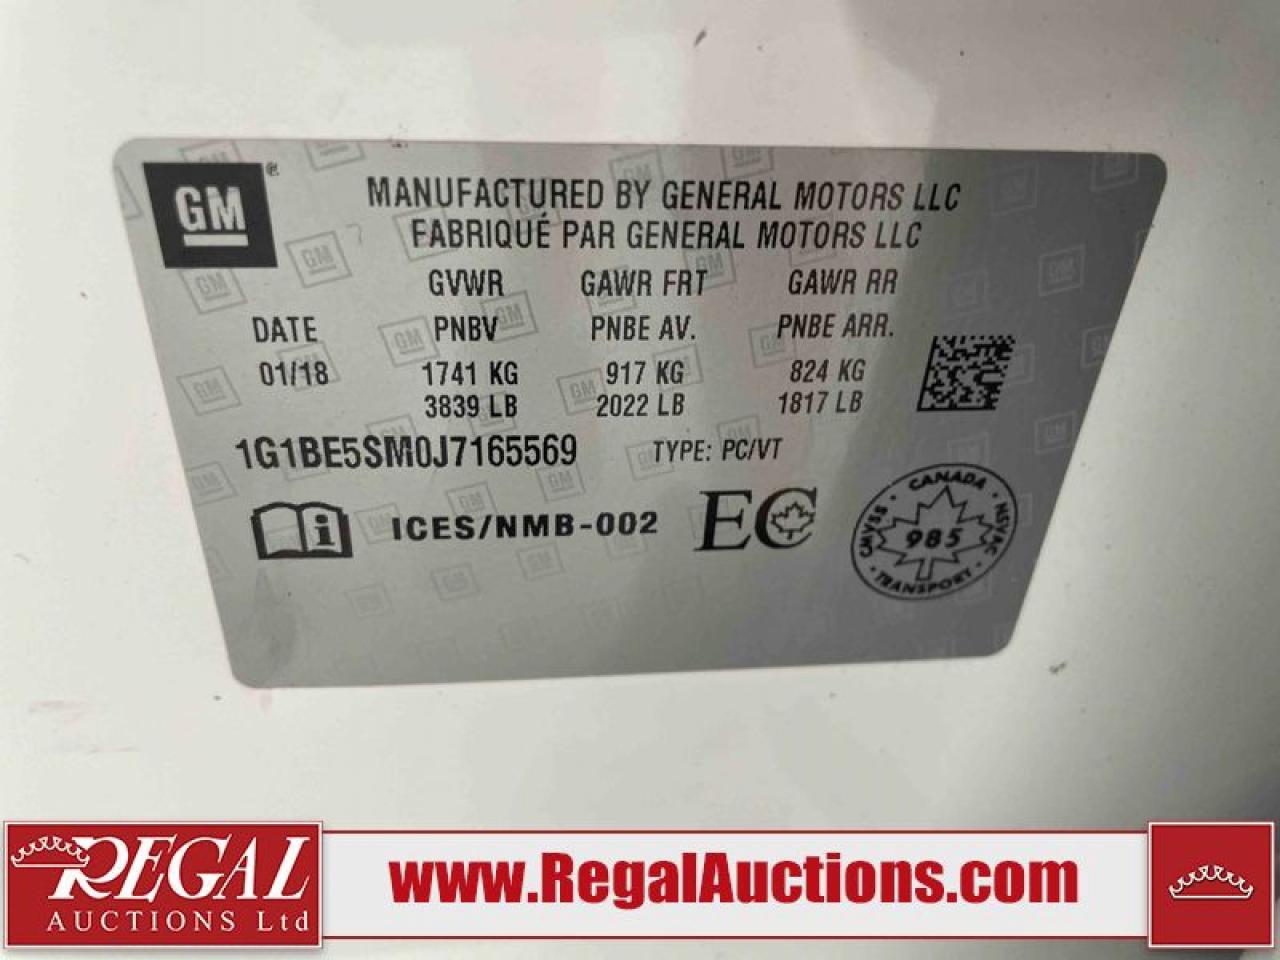 GM
MANUFACTURED BY GENERAL MOTORS LLC
FABRIQUÉ PAR GENERAL MOTORS LLC
GVWR GAWR FRT GAWR RR
DATE PNBV PNBE AV. PNBE ARR.
01/18 1741 KG 917 KG 824 KG
3839 LB 2022 LB 1817 LB
1G1BE5SM0J7165569 TYPE: PC/VT
i ICES/NMB-002 EC
CANADA
CMVSS 985 NSVAC
TRANSPORT
REGAL
AUCTIONS Ltd
www.RegalAuctions.com